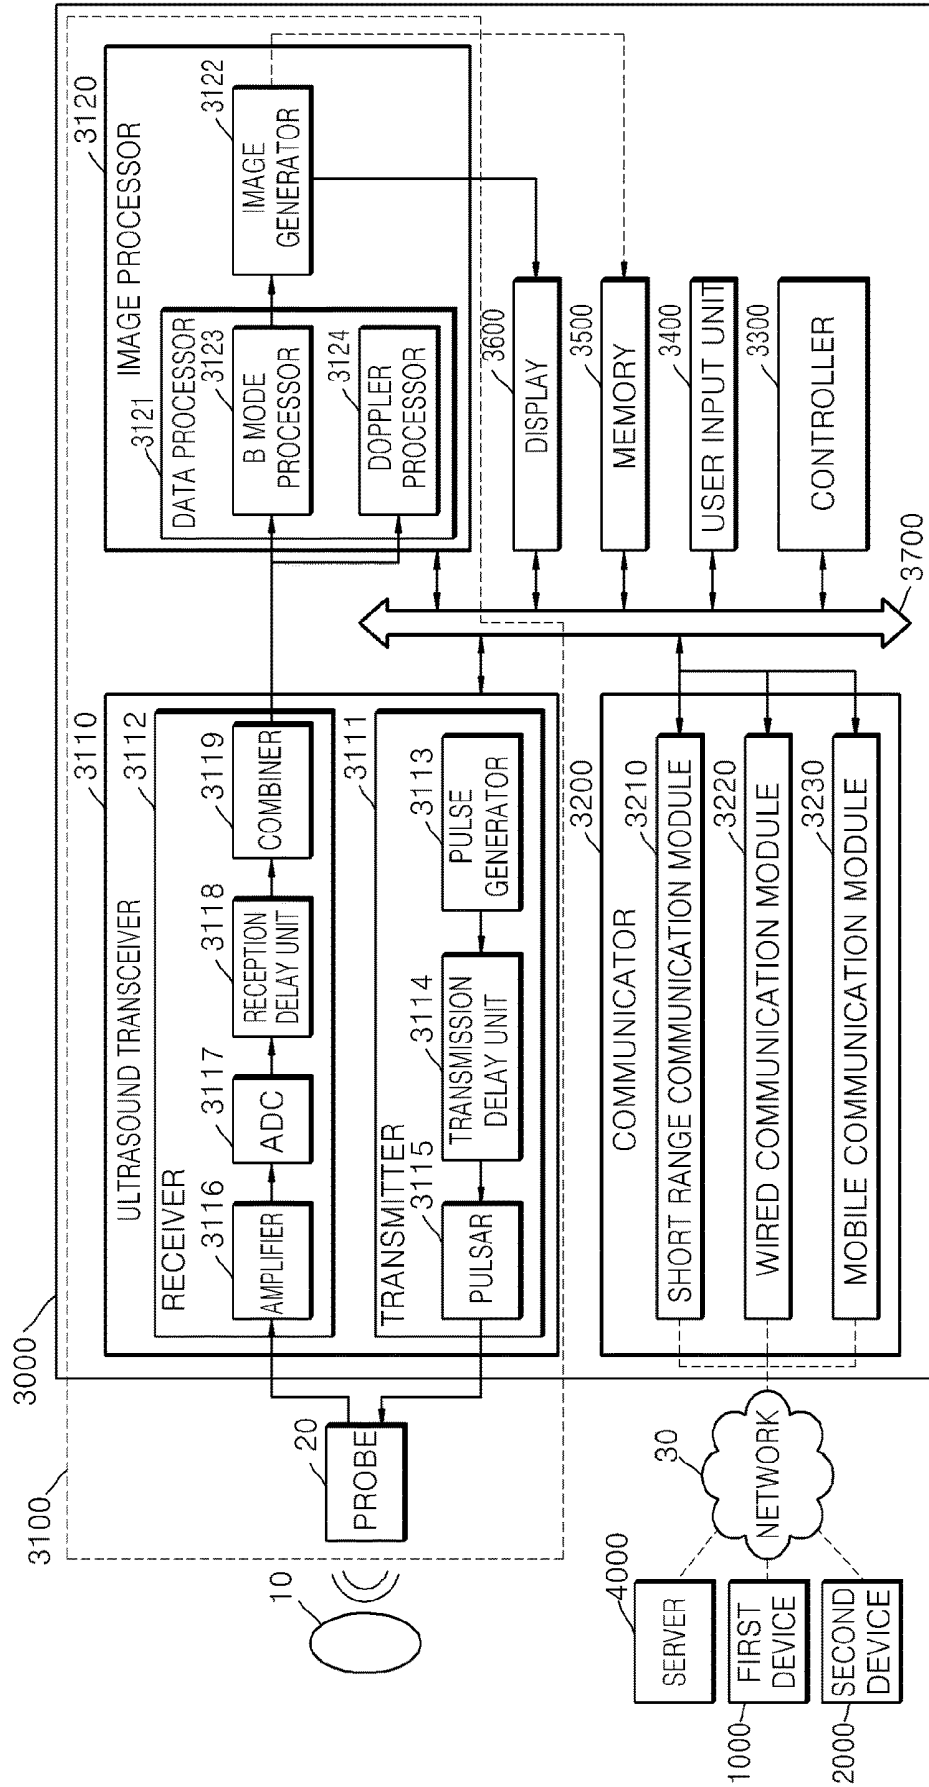 3100
3000
10
20
PROBE
3110
ULTRASOUND TRANSCEIVER
3112
RECEIVER
3116
AMPLIFIER
3117
ADC
3118
RECEPTION
DELAY UNIT
3119
COMBINER
3111
TRANSMITTER
3115
PULSAR
3114
TRANSMISSION
DELAY UNIT
3113
PULSE
GENERATOR
3120
IMAGE PROCESSOR
3121
DATA PROCESSOR
3123
B MODE
PROCESSOR
3124
DOPPLER
PROCESSOR
3122
IMAGE
GENERATOR
3600
DISPLAY
3500
MEMORY
3400
USER INPUT UNIT
3300
CONTROLLER
3700
3200
COMMUNICATOR
3210
SHORT RANGE COMMUNICATION MODULE
3220
WIRED COMMUNICATION MODULE
3230
MOBILE COMMUNICATION MODULE
30
NETWORK
4000
SERVER
1000
FIRST
DEVICE
2000
SECOND
DEVICE